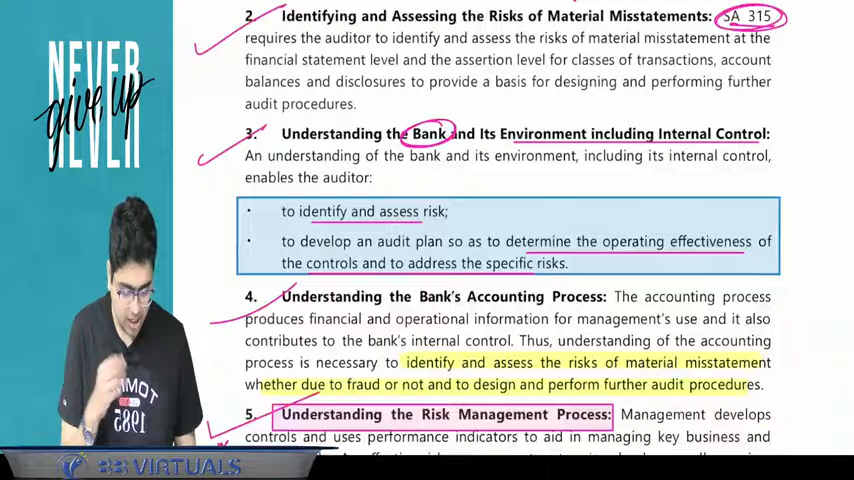 NEVER
give up
NEVER
2. Identifying and Assessing the Risks of Material Misstatements: SA 315
requires the auditor to identify and assess the risks of material misstatement at the
financial statement level and the assertion level for classes of transactions, account
balances and disclosures to provide a basis for designing and performing further
audit procedures.
3. Understanding the Bank and Its Environment including Internal Control:
An understanding of the bank and its environment, including its internal control,
enables the auditor:
• to identify and assess risk;
• to develop an audit plan so as to determine the operating effectiveness of
the controls and to address the specific risks.
4. Understanding the Bank's Accounting Process: The accounting process
produces financial and operational information for management's use and it also
contributes to the bank's internal control. Thus, understanding of the accounting
process is necessary to identify and assess the risks of material misstatement
whether due to fraud or not and to design and perform further audit procedures.
5. Understanding the Risk Management Process: Management develops
controls and uses performance indicators to aid in managing key business and
1985
VIRTUALS